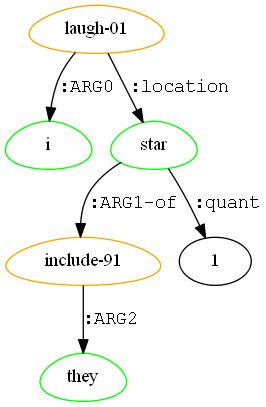 laugh-01
:ARG0 :location
i star
:ARG1-of :quant
include-91 1
:ARG2
they